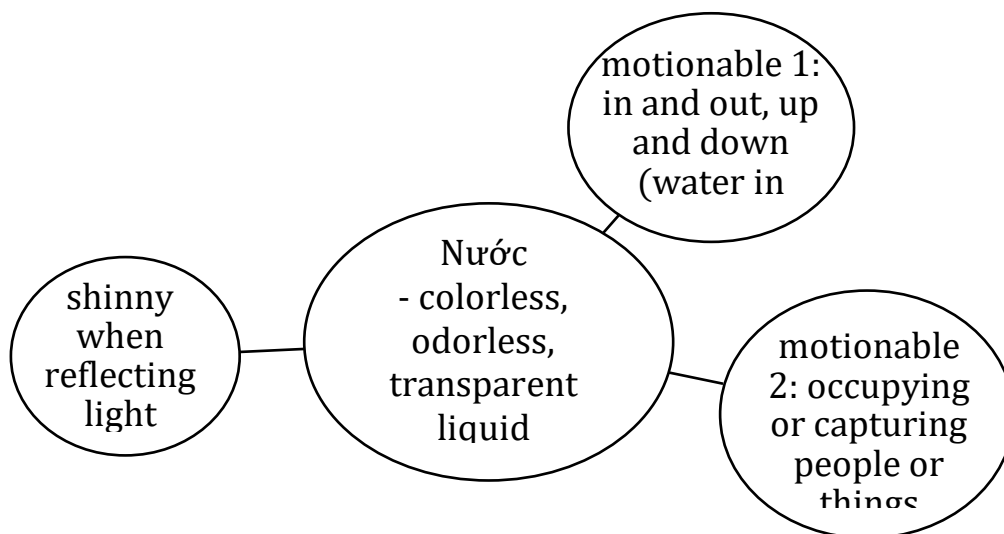 motionable 1:
in and out, up
and down
(water in
Nước
- colorless,
odorless,
transparent
liquid
shinny
when
reflecting
light
motionable
2: occupying
or capturing
people or
things